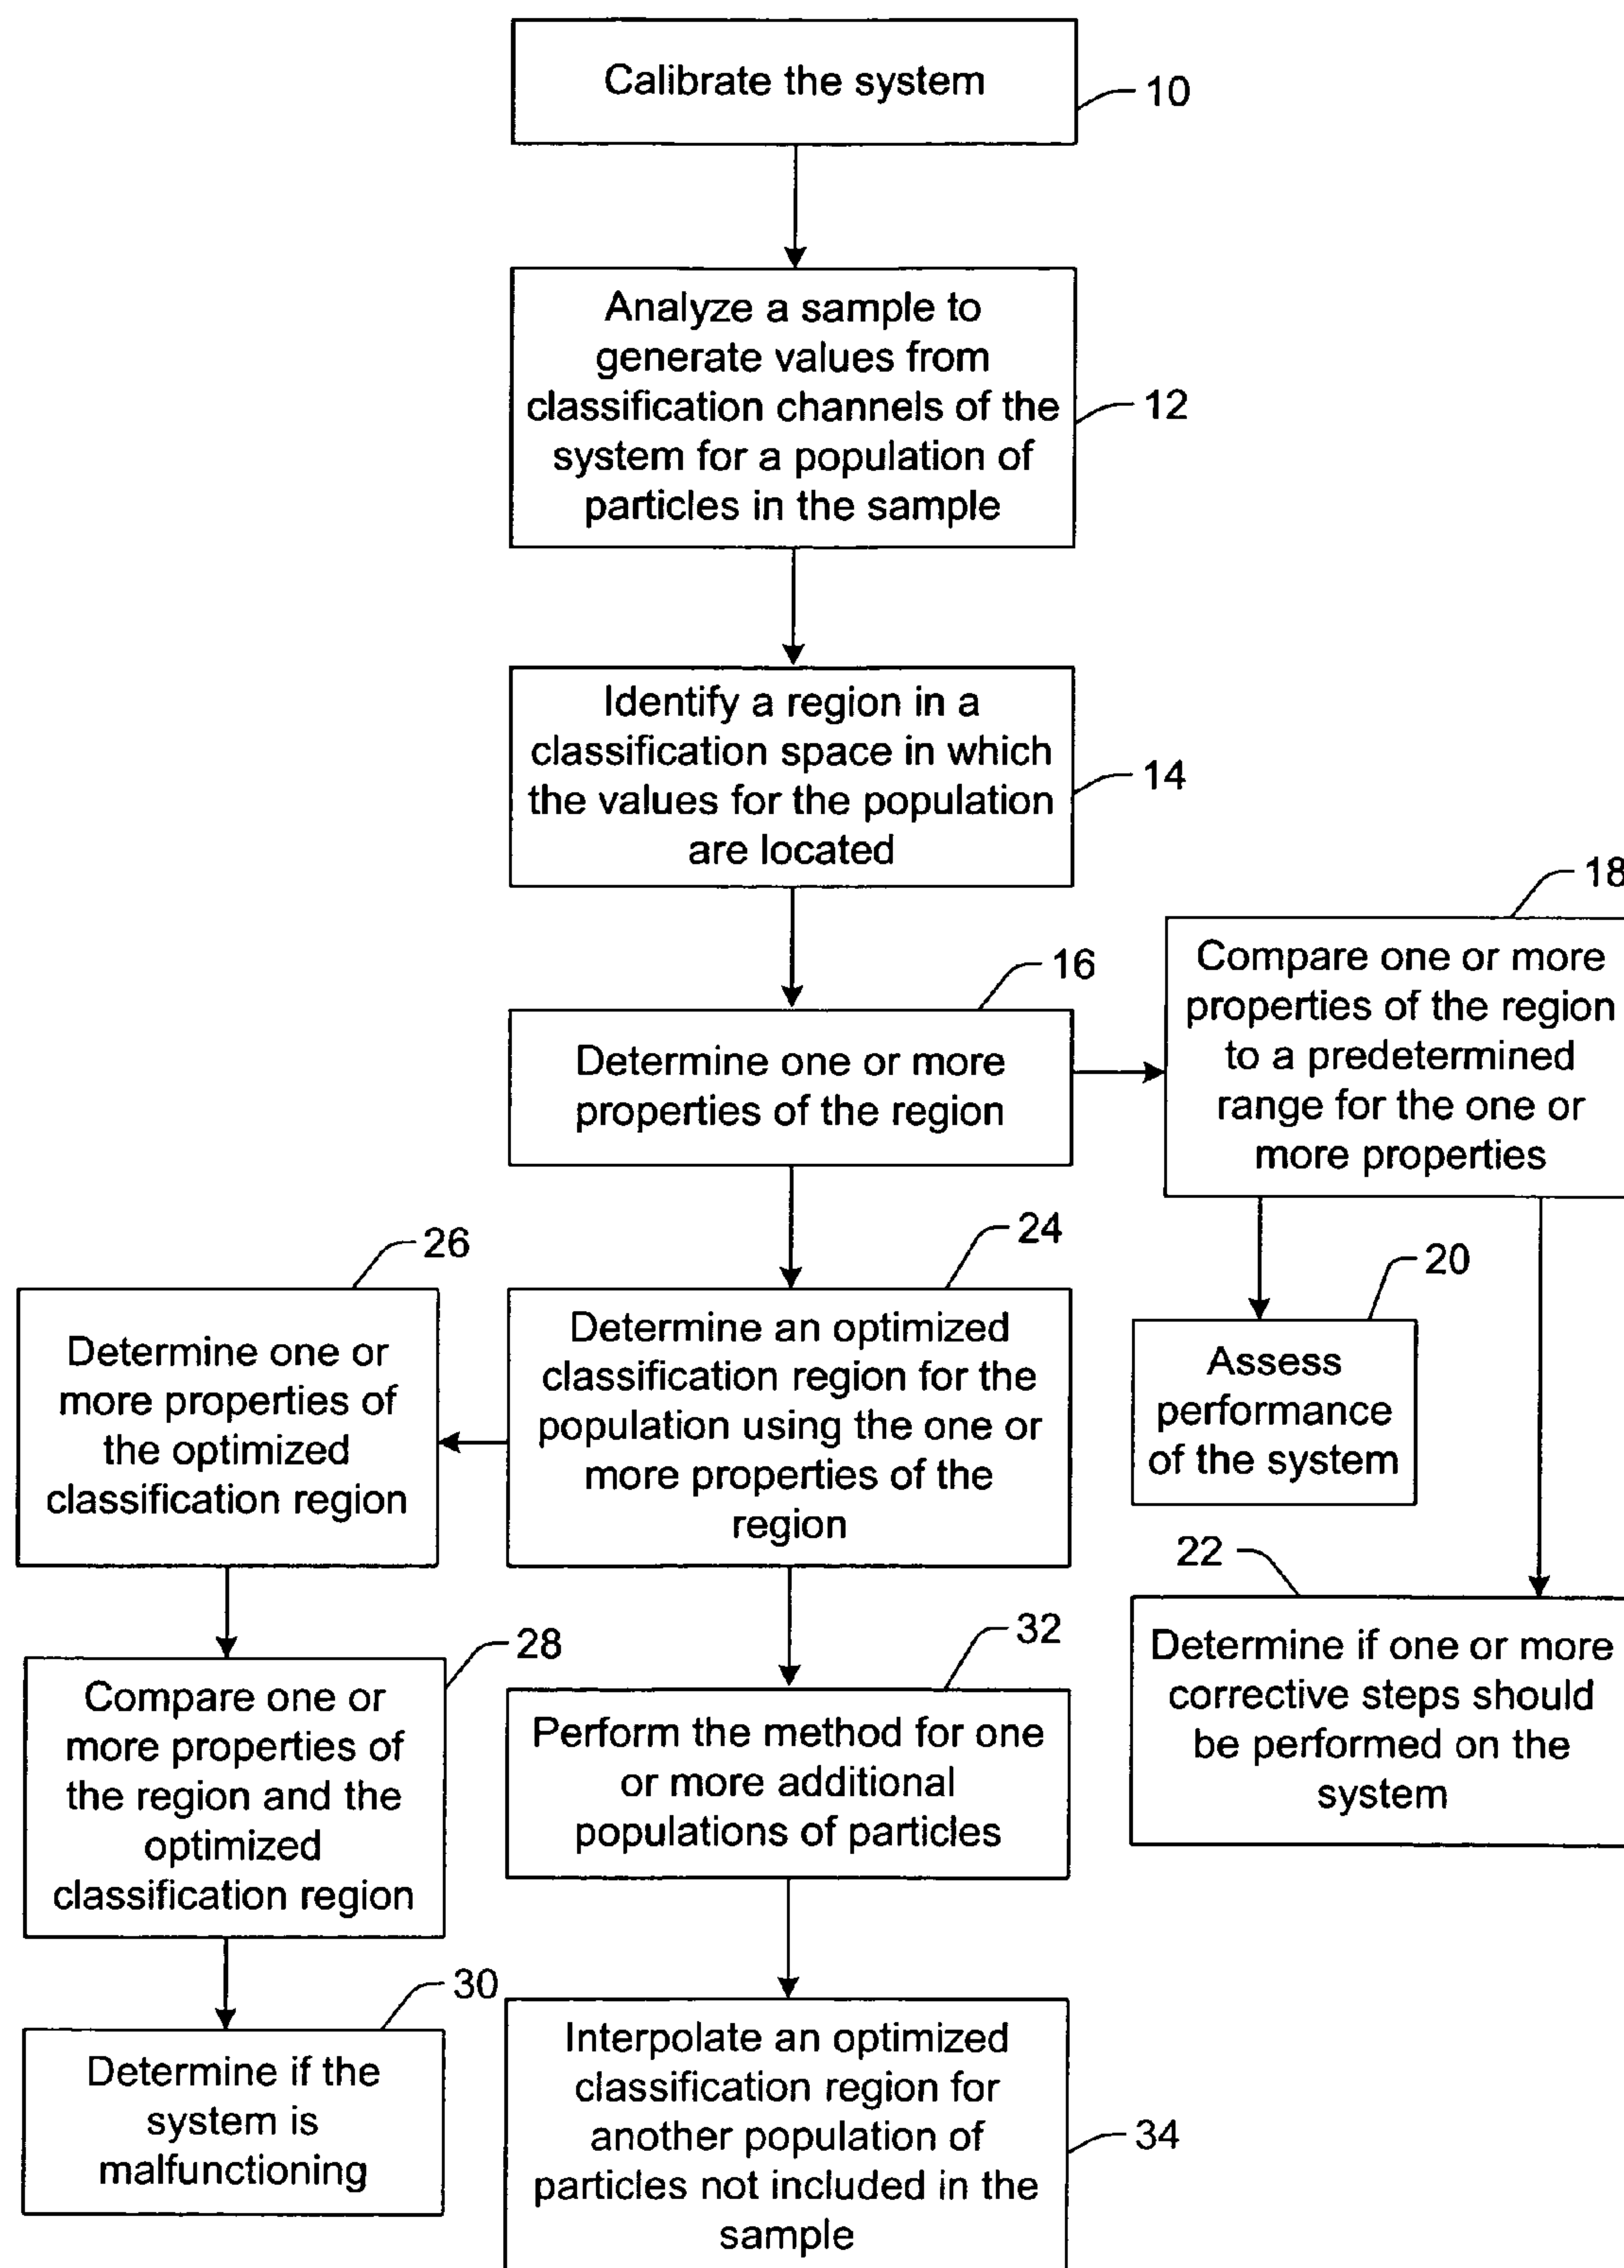 Calibrate the system
10
Analyze a sample to
generate values from
classification channels of the
system for a population of
particles in the sample
12
Identify a region in a
classification space in which
the values for the population
are located
14
16
Determine one or more
properties of the region
18
Compare one or more
properties of the region
to a predetermined
range for the one or
more properties
20
Assess
performance
of the system
22
Determine if one or more
corrective steps should
be performed on the
system
24
Determine an optimized
classification region for the
population using the one or
more properties of the
region
26
Determine one or
more properties of
the optimized
classification region
28
Compare one or
more properties of
the region and the
optimized
classification region
30
Determine if the
system is
malfunctioning
32
Perform the method for one
or more additional
populations of particles
Interpolate an optimized
classification region for
another population of
particles not included in the
sample
34